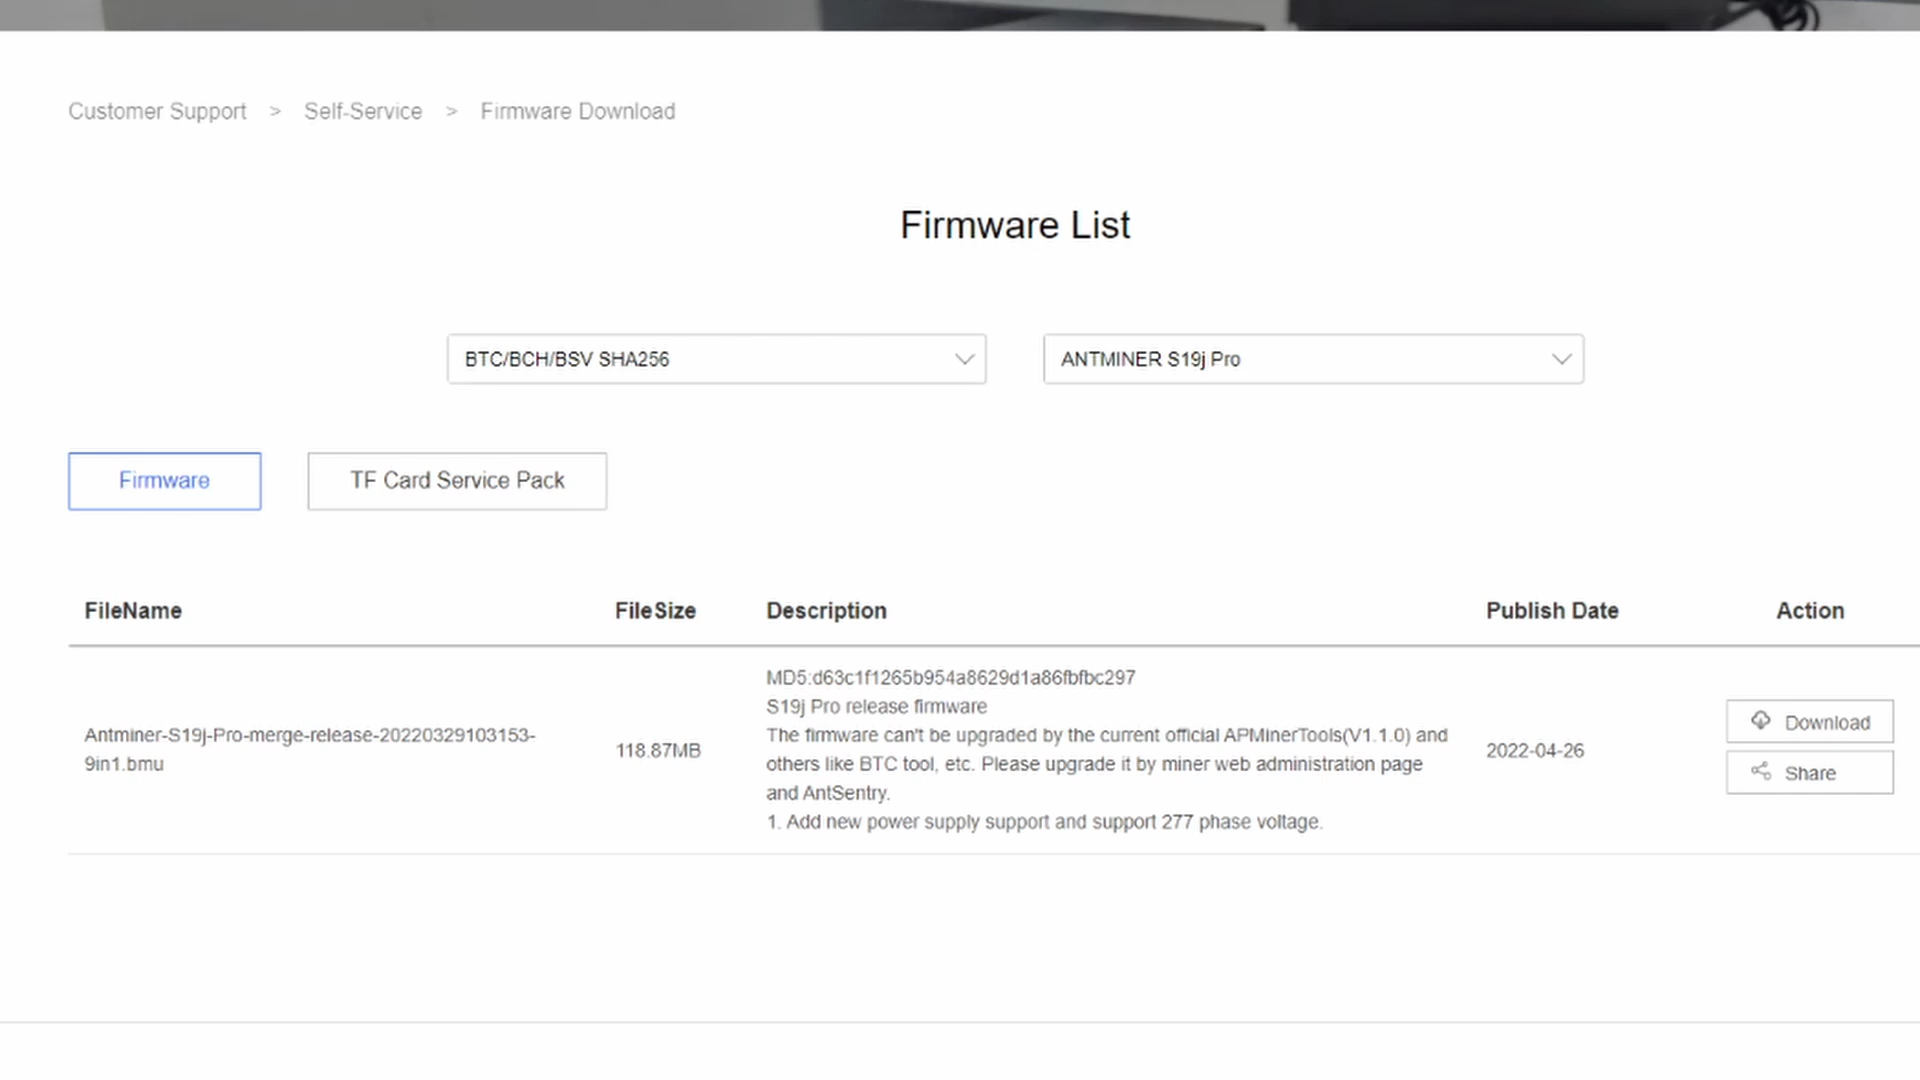 Customer Support > Self-Service > Firmware Download
Firmware List
BTC/BCH/BSV SHA256
ANTMINER S19j Pro
Firmware
TF Card Service Pack
FileName FileSize Description Publish Date Action
Antminer-S19j-Pro-merge-release-20220329103153-
9in1.bmu
118.87MB
MD5:d63c1f1265b954a8629d1a86fbfbc297
S19j Pro release firmware
The firmware can't be upgraded by the current official APMinerTools(V1.1.0) and
others like BTC tool, etc. Please upgrade it by miner web administration page
and AntSentry.
1. Add new power supply support and support 277 phase voltage.
2022-04-26
Download
Share